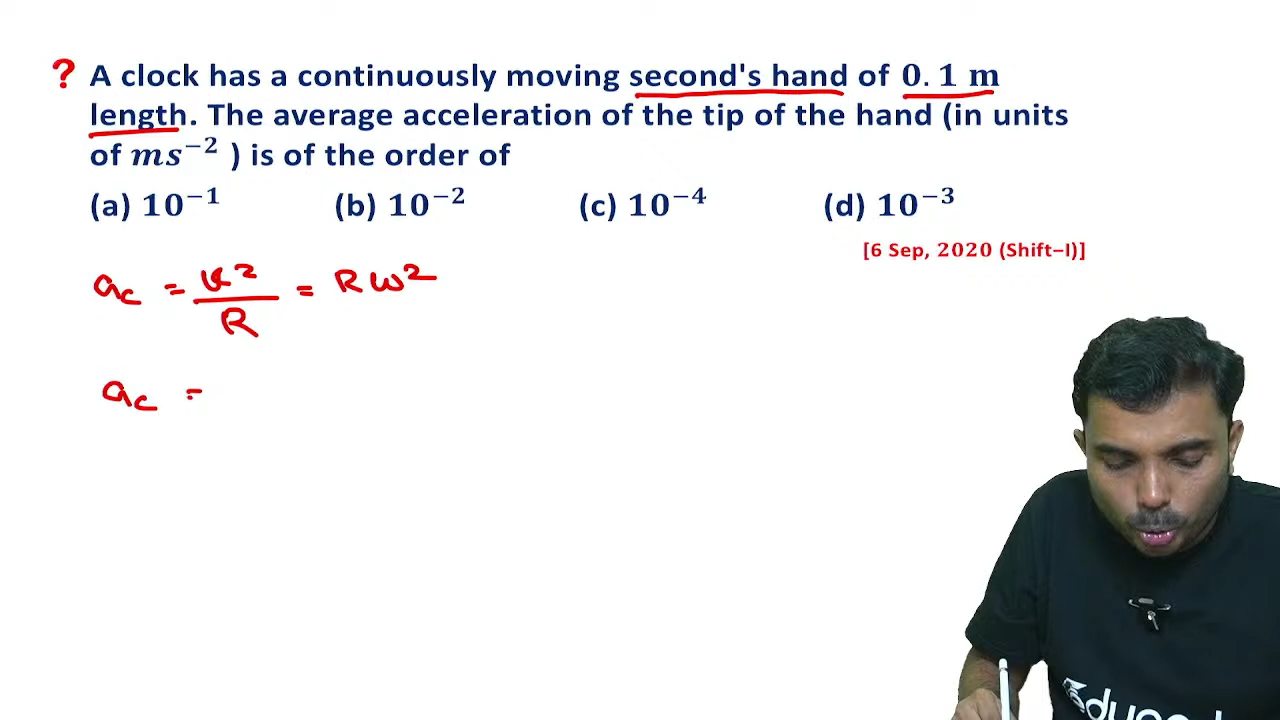 ? A clock has a continuously moving second's hand of 0.1 m
length. The average acceleration of the tip of the hand (in units
of ms⁻²) is of the order of
(a) 10⁻¹ (b) 10⁻² (c) 10⁻⁴ (d) 10⁻³
[6 Sep, 2020 (Shift–I)]
a_c = v²/R = Rω²
a_c =